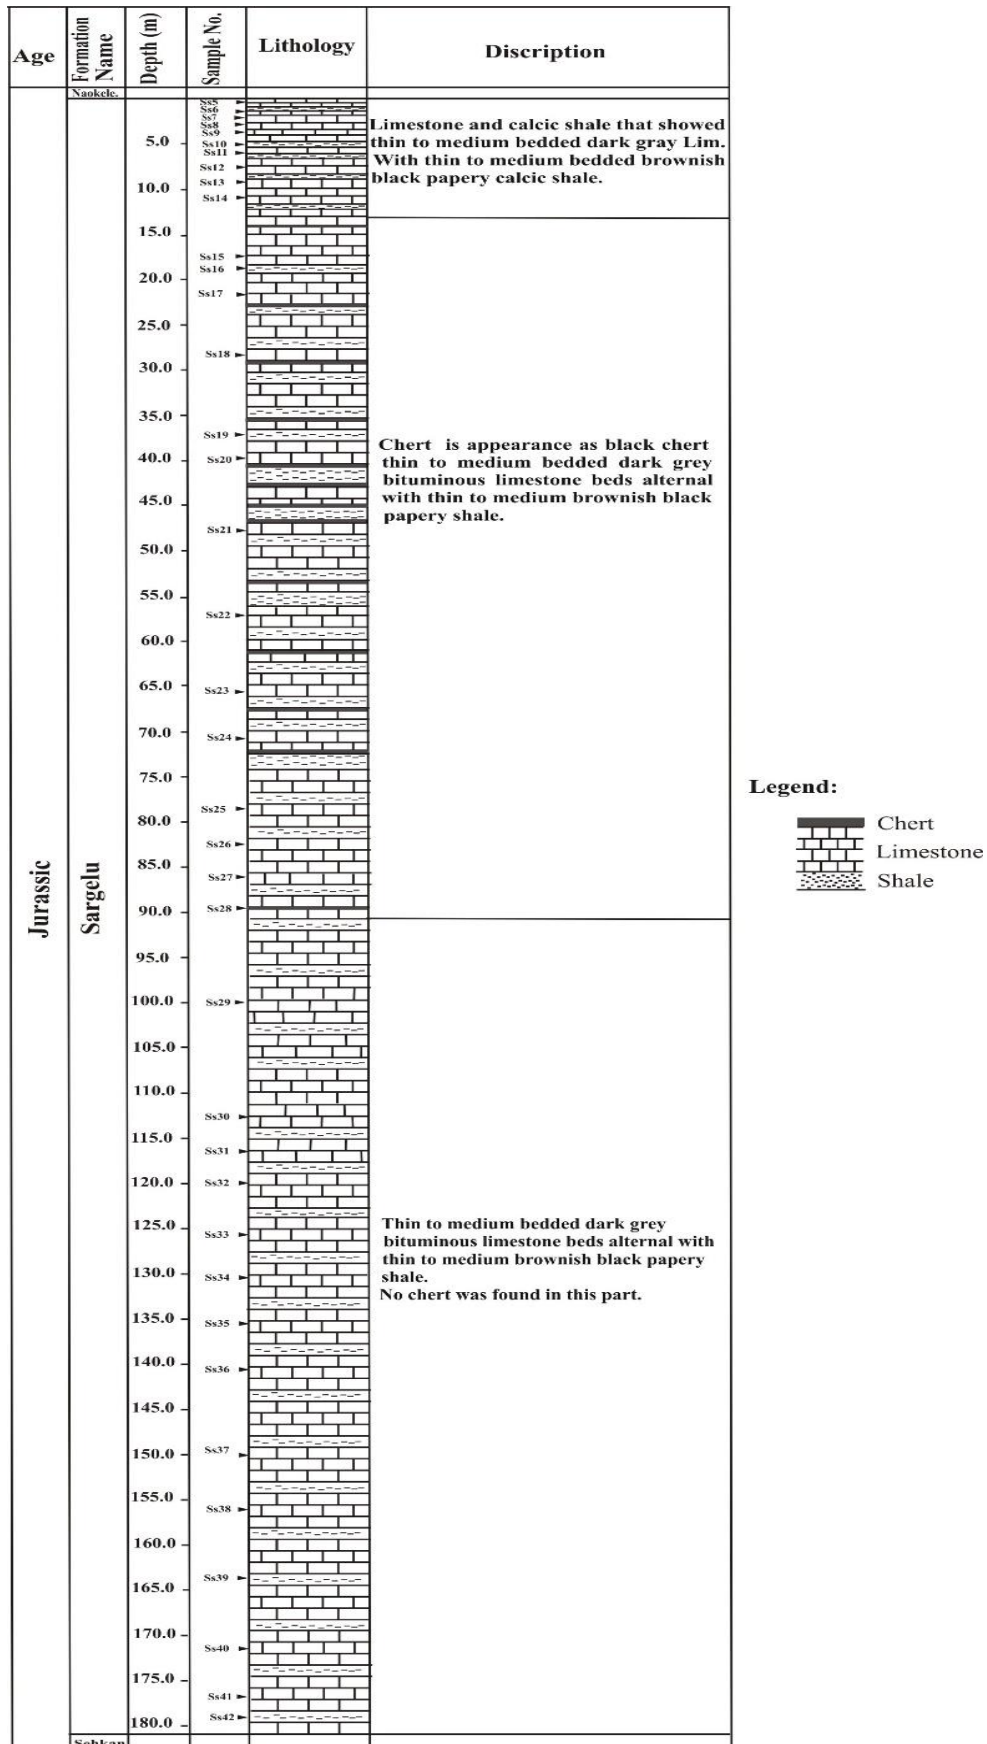 Age
Formation
Name
Depth (m)
Sample No.
Lithology
Discription
Naokele.
Jurassic
Sargelu
Ss5
Ss6
Ss7
Ss8
Ss9
5.0
Ss10
Ss11
Ss12
Ss13
10.0
Ss14
Limestone and calcic shale that showed
thin to medium bedded dark gray Lim.
With thin to medium bedded brownish
black papery calcic shale.
15.0
Ss15
Ss16
20.0
Ss17
25.0
Ss18
30.0
35.0
Ss19
40.0
Ss20
45.0
Ss21
50.0
55.0
Ss22
60.0
65.0
Ss23
70.0
Ss24
75.0
Ss25
80.0
Ss26
85.0
Ss27
Ss28
90.0
Chert is appearance as black chert
thin to medium bedded dark grey
bituminous limestone beds alternal
with thin to medium brownish black
papery shale.
95.0
100.0
Ss29
105.0
110.0
Ss30
115.0
Ss31
120.0
Ss32
125.0
Ss33
130.0
Ss34
135.0
Ss35
140.0
Ss36
145.0
Ss37
150.0
155.0
Ss38
160.0
Ss39
165.0
170.0
Ss40
175.0
Ss41
Ss42
180.0
Thin to medium bedded dark grey
bituminous limestone beds alternal with
thin to medium brownish black papery
shale.
No chert was found in this part.
Legend:
Chert
Limestone
Shale